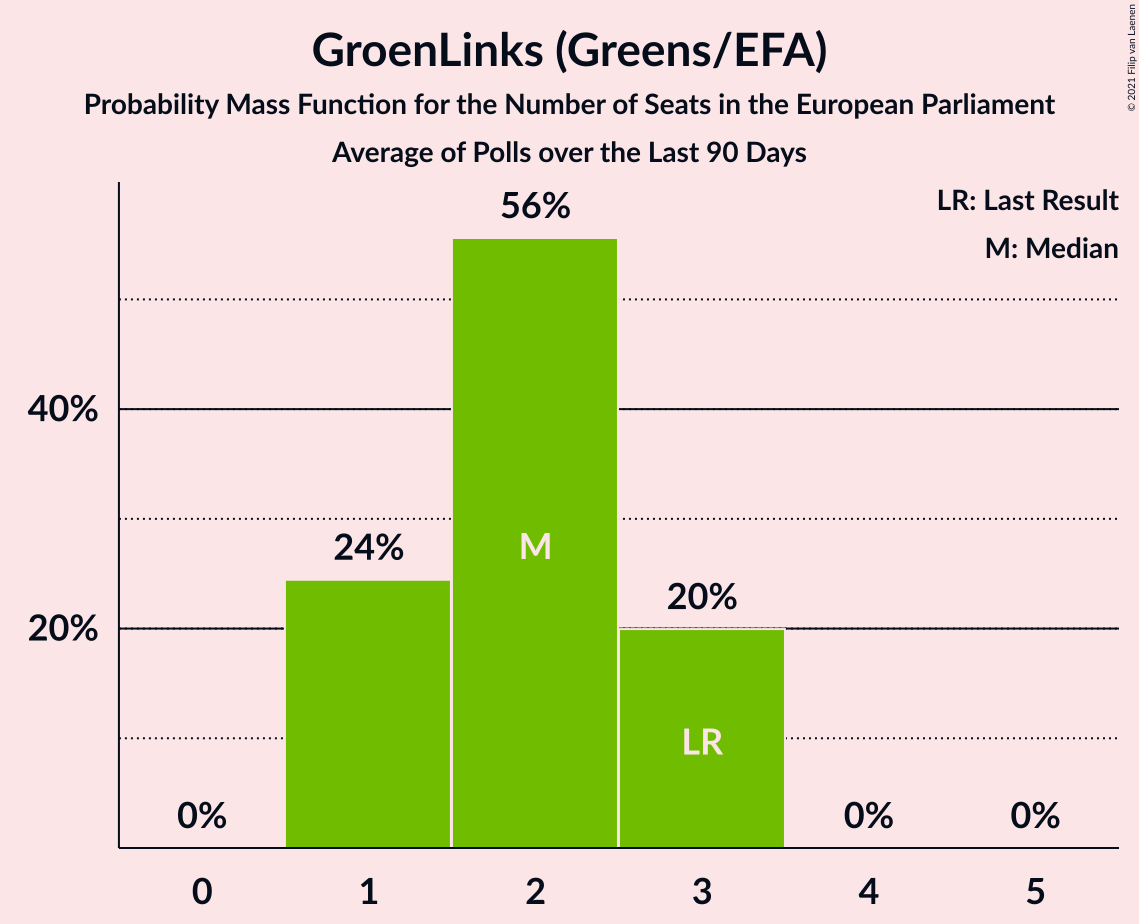 GroenLinks (Greens/EFA)
Probability Mass Function for the Number of Seats in the European Parliament
Average of Polls over the Last 90 Days
© 2021 Filip van Laenen
LR: Last Result
M: Median
56%
40%
24%
M
20%
20%
LR
0%
0%
0%
0
1
2
3
4
5